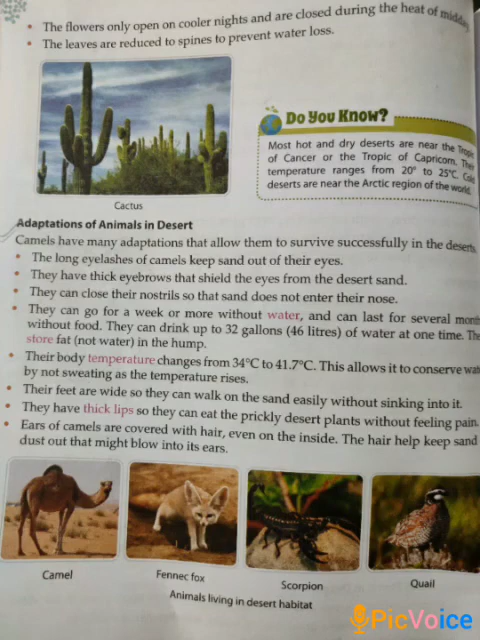 The flowers only open on cooler nights and are closed during the heat of midday
The leaves are reduced to spines to prevent water loss.
Cactus
Do You Know?
Most hot and dry deserts are near the Tropic
of Cancer or the Tropic of Capricorn. The
temperature ranges from 20° to 25°C. Cold
deserts are near the Arctic region of the world.
Adaptations of Animals in Desert
Camels have many adaptations that allow them to survive successfully in the deserts.
The long eyelashes of camels keep sand out of their eyes.
They have thick eyebrows that shield the eyes from the desert sand.
They can close their nostrils so that sand does not enter their nose.
They can go for a week or more without water, and can last for several month
without food. They can drink up to 32 gallons (46 litres) of water at one time. The
store fat (not water) in the hump.
Their body temperature changes from 34°C to 41.7°C. This allows it to conserve wat
by not sweating as the temperature rises.
Their feet are wide so they can walk on the sand easily without sinking into it.
They have thick lips so they can eat the prickly desert plants without feeling pain.
Ears of camels are covered with hair, even on the inside. The hair help keep sand
dust out that might blow into its ears.
Camel
Fennec fox
Scorpion
Quail
Animals living in desert habitat
PicVoice